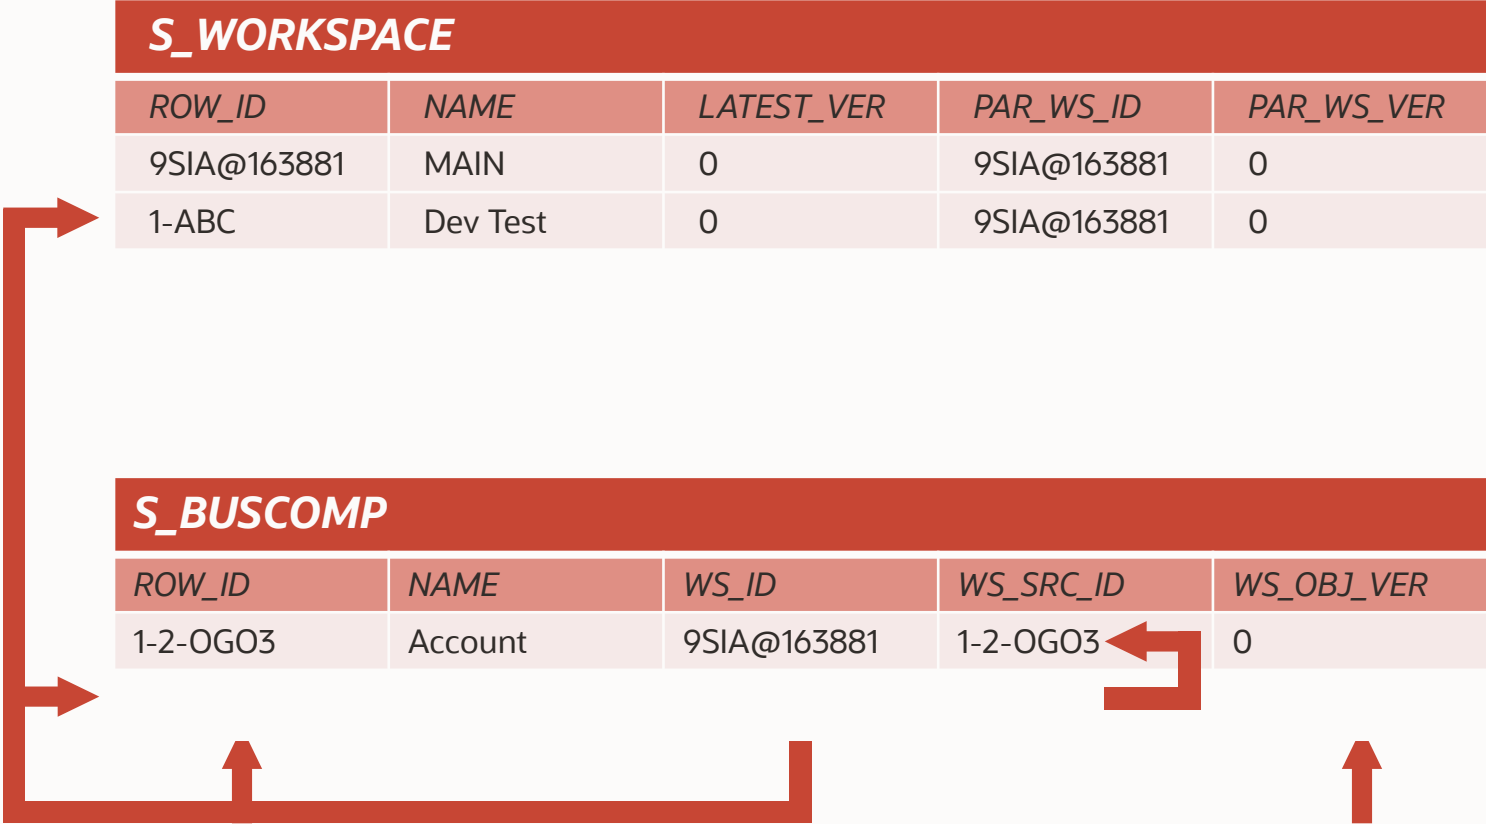 S_WORKSPACE
ROW_ID NAME LATEST_VER PAR_WS_ID PAR_WS_VER
9SIA@163881 MAIN 0 9SIA@163881 0
1-ABC Dev Test 0 9SIA@163881 0
S_BUSCOMP
ROW_ID NAME WS_ID WS_SRC_ID WS_OBJ_VER
1-2-OGO3 Account 9SIA@163881 1-2-OGO3 0